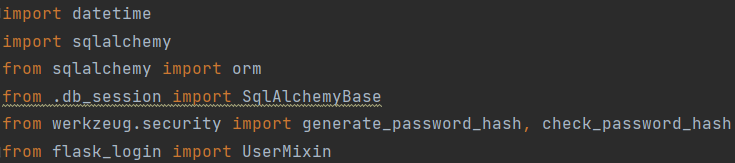 import datetime
import sqlalchemy
from sqlalchemy import orm
from .db_session import SqlAlchemyBase
from werkzeug.security import generate_password_hash, check_password_hash
from flask_login import UserMixin